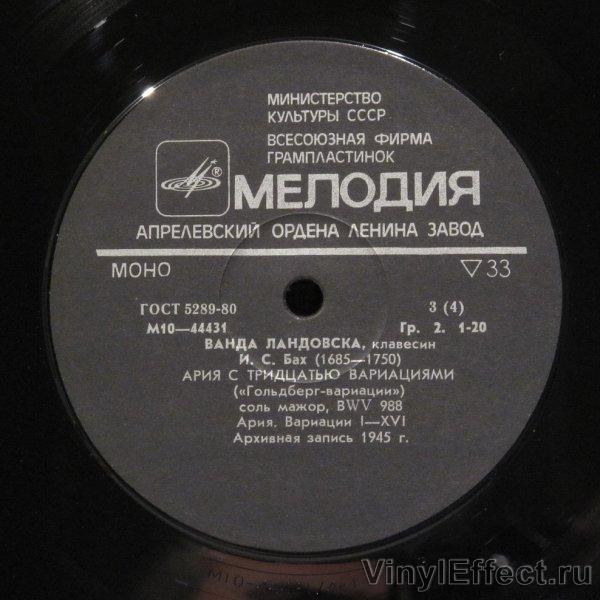 МИНИСТЕРСТВО
КУЛЬТУРЫ СССР
ВСЕСОЮЗНАЯ ФИРМА
ГРАМПЛАСТИНОК
® МЕЛОДИЯ
АПРЕЛЕВСКИЙ ОРДЕНА ЛЕНИНА ЗАВОД
МОНО ▽33
ГОСТ 5289-80 3 (4)
М10—44431 Гр. 2. 1-20
ВАНДА ЛАНДОВСКА, клавесин
И. С. Бах (1685—1750)
АРИЯ С ТРИДЦАТЬЮ ВАРИАЦИЯМИ
(«Гольдберг-вариации»)
соль мажор, BWV 988
Ария. Вариации I—XVI
Архивная запись 1945 г.
VinylEffect.ru